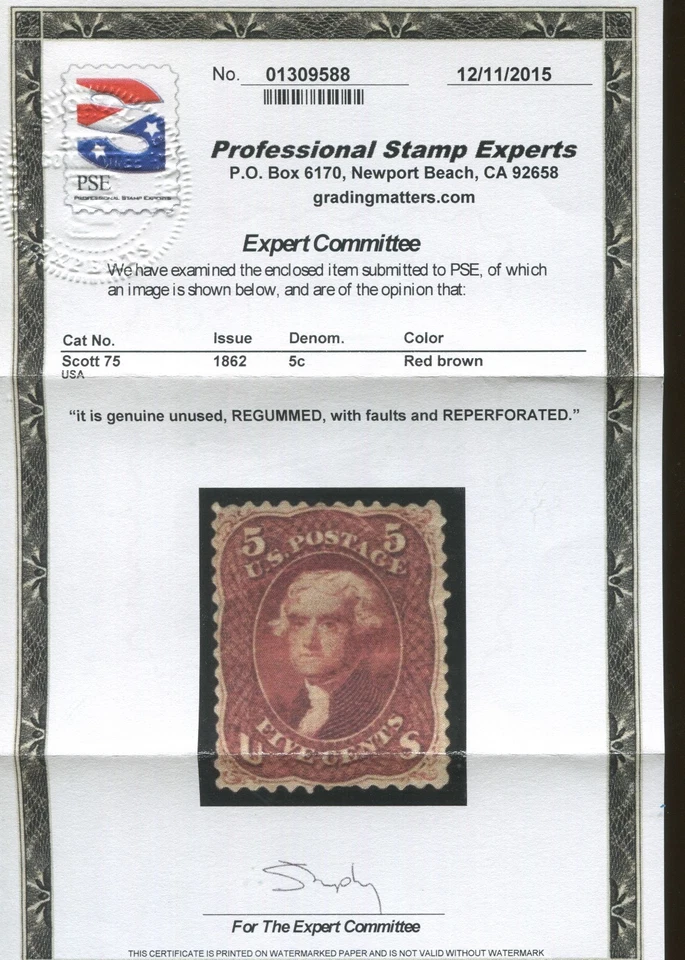 No. 01309588 12/11/2015
PSE
PROFESSIONAL STAMP EXPERTS
Professional Stamp Experts
P.O. Box 6170, Newport Beach, CA 92658
gradingmatters.com
EXPERTS
Expert Committee
We have examined the enclosed item submitted to PSE, of which
an image is shown below, and are of the opinion that:
Cat No. Issue Denom. Color
Scott 75 1862 5c Red brown
USA
“it is genuine unused, REGUMMED, with faults and REPERFORATED.”
5 5
U.S. POSTAGE
FIVE CENTS
U S
For The Expert Committee
THIS CERTIFICATE IS PRINTED ON WATERMARKED PAPER AND IS NOT VALID WITHOUT WATERMARK